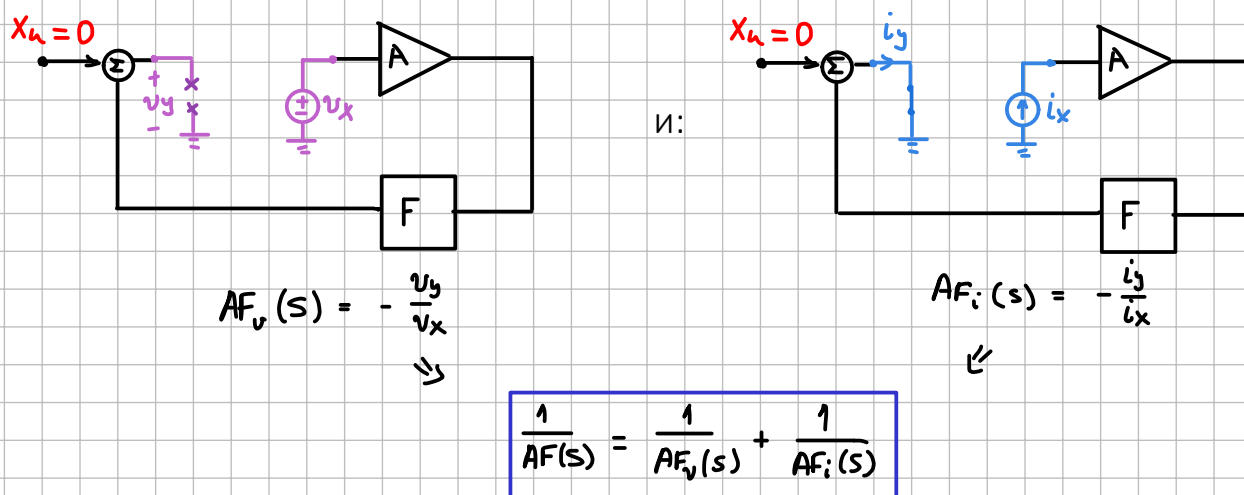 Xu = 0
Σ
+
vy
-
+
-
vx
A
F
AFv(s) = - vy/vx
и:
Xu = 0
Σ
iy
ix
A
F
AFi(s) = - iy/ix
1/AF(s) = 1/AFv(s) + 1/AFi(s)